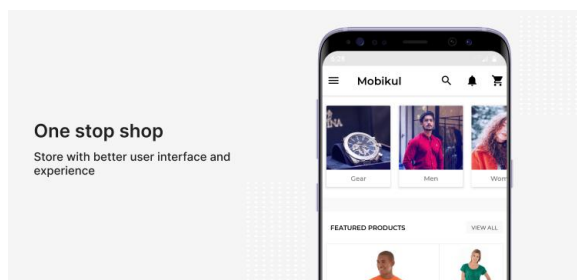 One stop shop
Store with better user interface and
experience
Mobikul
Gear
Men
FEATURED PRODUCTS
VIEW ALL